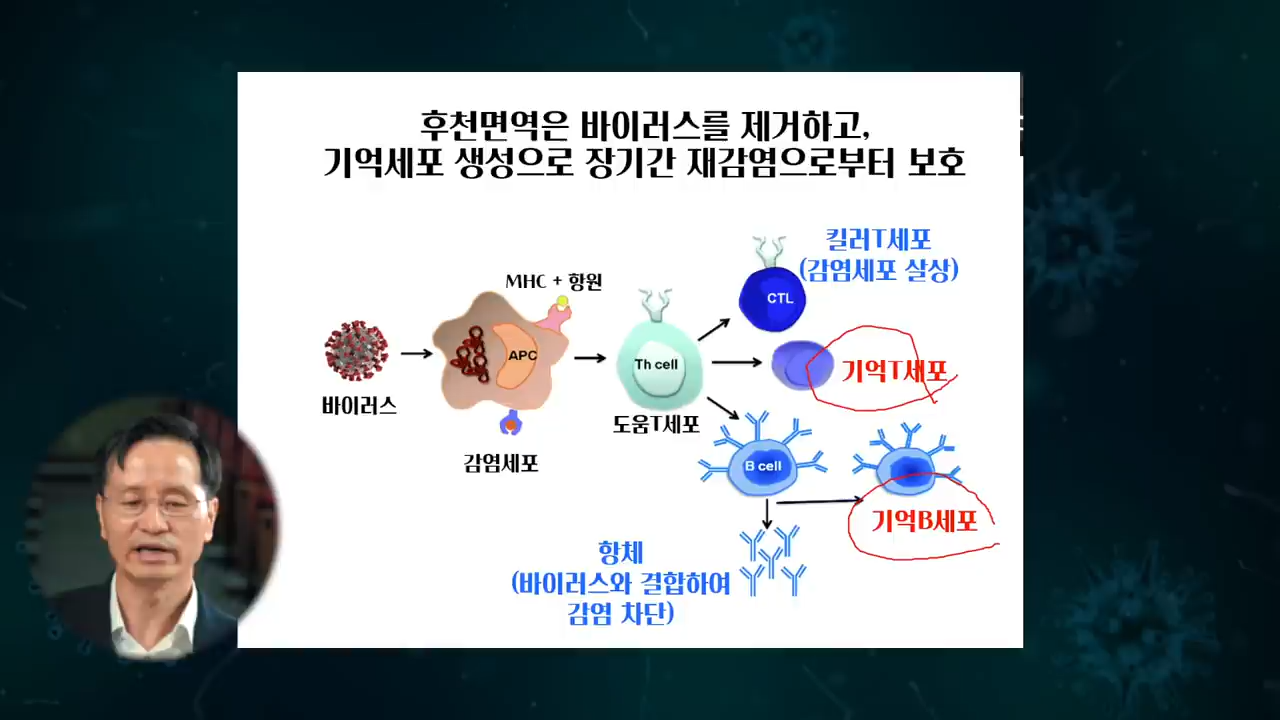 후천면역은 바이러스를 제거하고,
기억세포 생성으로 장기간 재감염으로부터 보호
킬러T세포
(감염세포 살상)
CTL
MHC + 항원
APC
Th cell
기억T세포
바이러스
도움T세포
감염세포
B cell
기억B세포
항체
(바이러스와 결합하여
감염 차단)